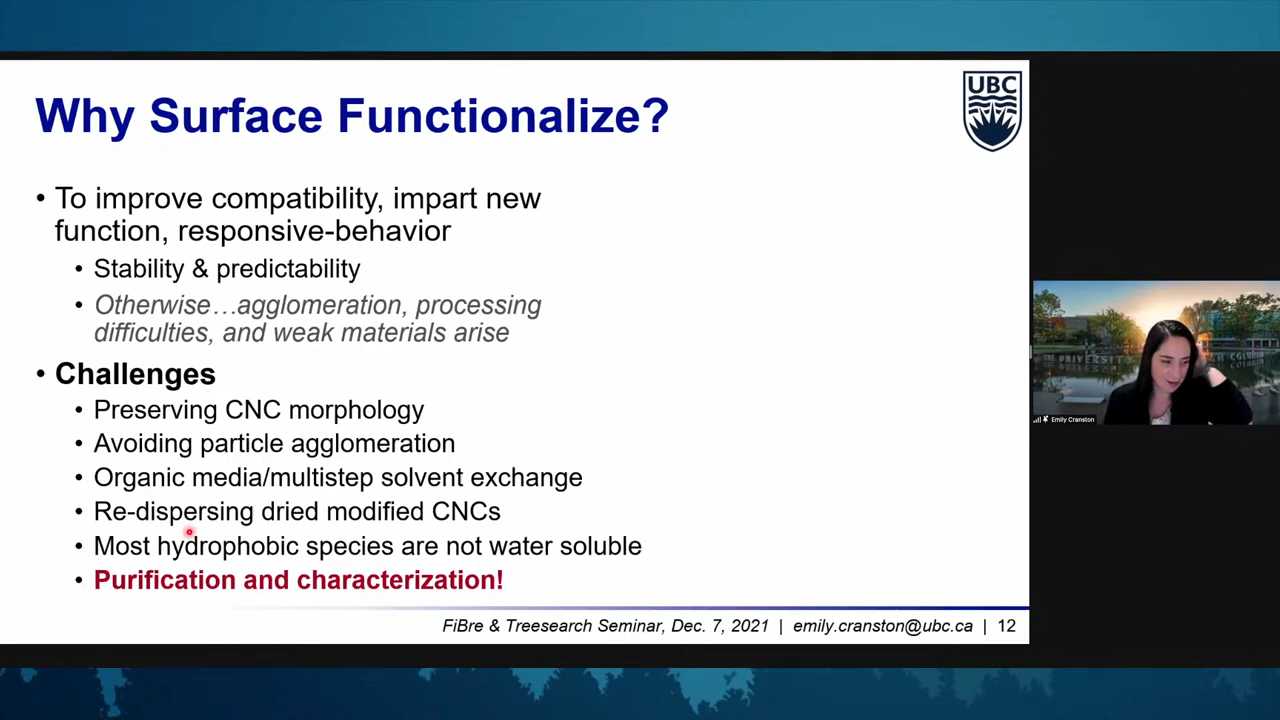 UBC
Why Surface Functionalize?
• To improve compatibility, impart new
function, responsive-behavior
• Stability & predictability
• Otherwise…agglomeration, processing
difficulties, and weak materials arise
• Challenges
• Preserving CNC morphology
• Avoiding particle agglomeration
• Organic media/multistep solvent exchange
• Re-dispersing dried modified CNCs
• Most hydrophobic species are not water soluble
• Purification and characterization!
FiBre & Treesearch Seminar, Dec. 7, 2021 | emily.cranston@ubc.ca | 12
THE UNIVERSITY
Emily Cranston